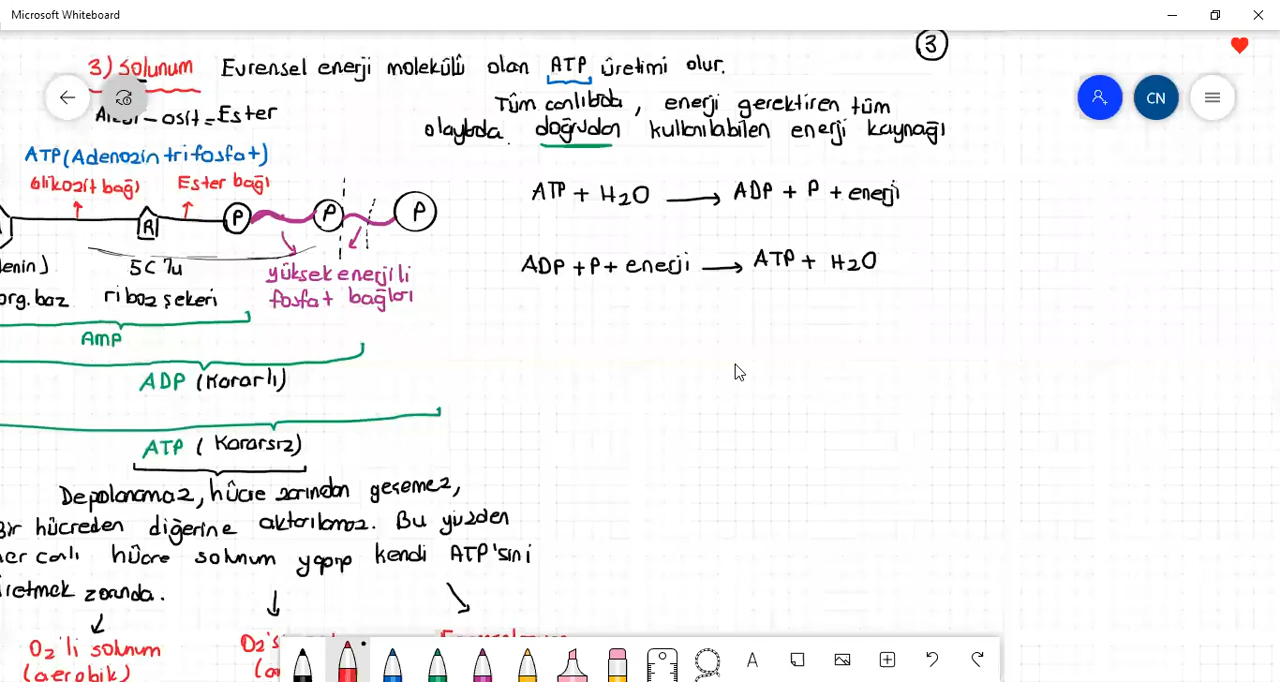 Microsoft Whiteboard
3
3) Solunum Evrensel enerji molekülü olan ATP üretimi olur.
CN
Tüm canlılarda, enerji gerektiren tüm
olaylarda doğrudan kullanılabilen enerji kaynağı
- asit = Ester
ATP (Adenozin trifosfat)
Glikozit bağı Ester bağı
R P P P
ATP + H2O → ADP + P + enerji
ADP + P + enerji → ATP + H2O
5C'lu
riboz şekeri
org. baz
yüksek enerjili
fosfat bağları
AMP
ADP (Kararlı)
ATP (Kararsız)
Depolanamaz, hücre zarından geçemez,
Bir hücreden diğerine aktarılamaz. Bu yüzden
her canlı hücre solunum yapıp kendi ATP'sini
üretmek zorunda.
O2'li solunum
(aerobik)